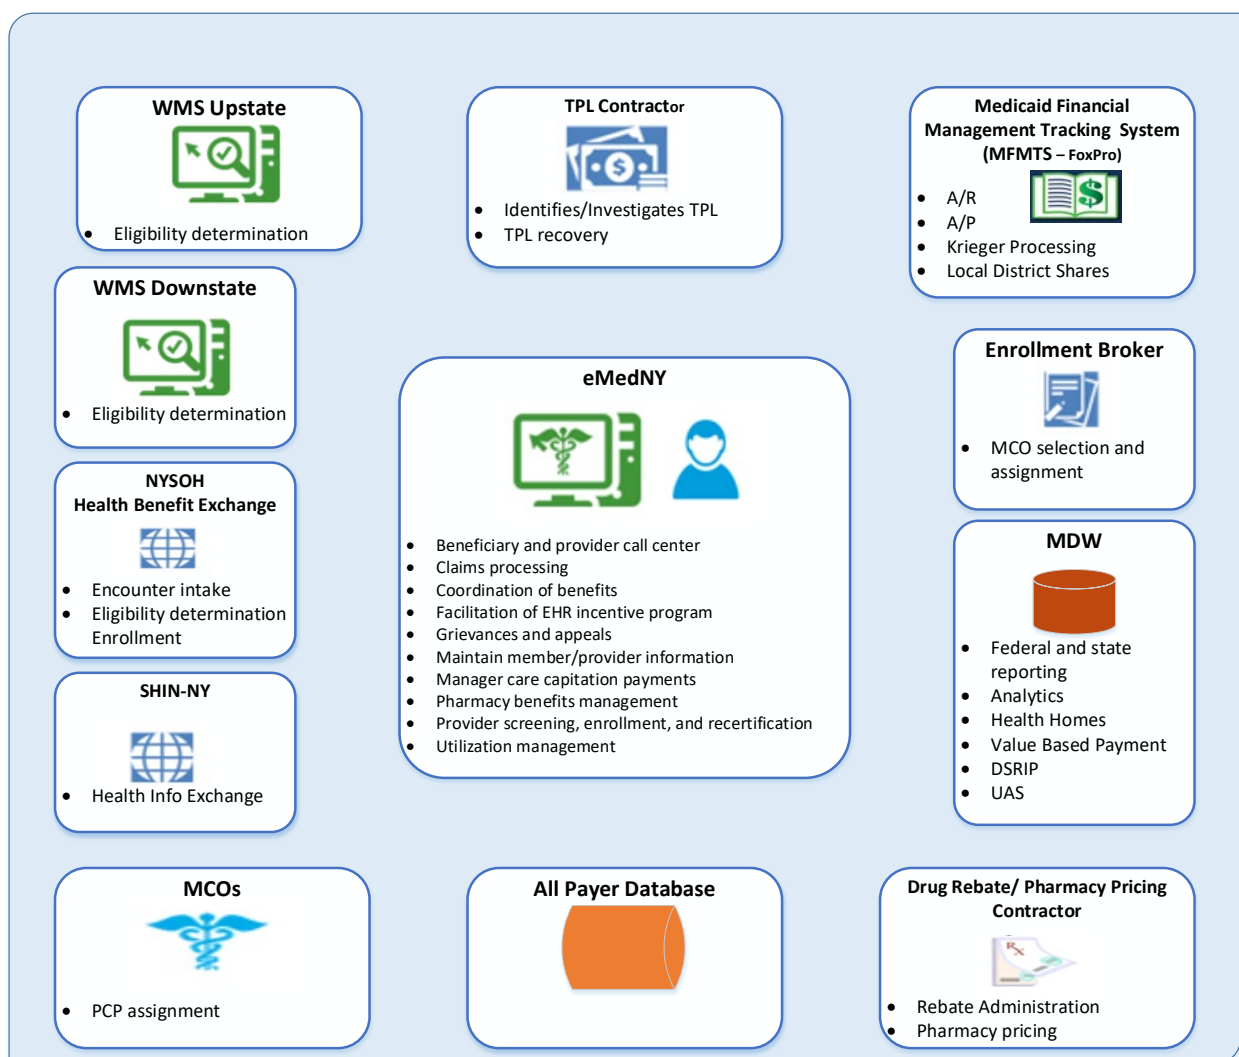 WMS Upstate
• Eligibility determination
TPL Contractor
• Identifies/Investigates TPL
• TPL recovery
Medicaid Financial
Management Tracking System
(MFMTS – FoxPro)
• A/R
• A/P
• Krieger Processing
• Local District Shares
WMS Downstate
• Eligibility determination
eMedNY
• Beneficiary and provider call center
• Claims processing
• Coordination of benefits
• Facilitation of EHR incentive program
• Grievances and appeals
• Maintain member/provider information
• Manager care capitation payments
• Pharmacy benefits management
• Provider screening, enrollment, and recertification
• Utilization management
Enrollment Broker
• MCO selection and
assignment
NYSOH
Health Benefit Exchange
• Encounter intake
• Eligibility determination
Enrollment
MDW
• Federal and state
reporting
• Analytics
• Health Homes
• Value Based Payment
• DSRIP
• UAS
SHIN-NY
• Health Info Exchange
MCOs
• PCP assignment
All Payer Database
Drug Rebate/ Pharmacy Pricing
Contractor
Rx
• Rebate Administration
• Pharmacy pricing